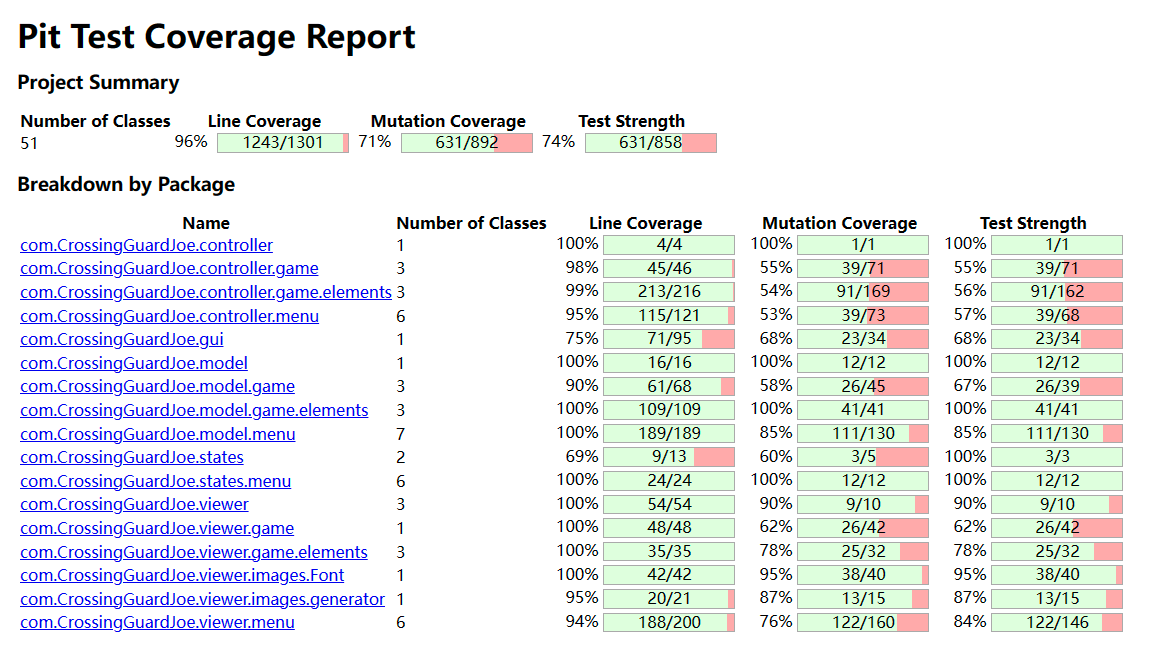 Pit Test Coverage Report
Project Summary
Number of Classes Line Coverage Mutation Coverage Test Strength
51 96% 1243/1301 71% 631/892 74% 631/858
Breakdown by Package
Name Number of Classes Line Coverage Mutation Coverage Test Strength
com.CrossingGuardJoe.controller 1 100% 4/4 100% 1/1 100% 1/1
com.CrossingGuardJoe.controller.game 3 98% 45/46 55% 39/71 55% 39/71
com.CrossingGuardJoe.controller.game.elements 3 99% 213/216 54% 91/169 56% 91/162
com.CrossingGuardJoe.controller.menu 6 95% 115/121 53% 39/73 57% 39/68
com.CrossingGuardJoe.gui 1 75% 71/95 68% 23/34 68% 23/34
com.CrossingGuardJoe.model 1 100% 16/16 100% 12/12 100% 12/12
com.CrossingGuardJoe.model.game 3 90% 61/68 58% 26/45 67% 26/39
com.CrossingGuardJoe.model.game.elements 3 100% 109/109 100% 41/41 100% 41/41
com.CrossingGuardJoe.model.menu 7 100% 189/189 85% 111/130 85% 111/130
com.CrossingGuardJoe.states 2 69% 9/13 60% 3/5 100% 3/3
com.CrossingGuardJoe.states.menu 6 100% 24/24 100% 12/12 100% 12/12
com.CrossingGuardJoe.viewer 3 100% 54/54 90% 9/10 90% 9/10
com.CrossingGuardJoe.viewer.game 1 100% 48/48 62% 26/42 62% 26/42
com.CrossingGuardJoe.viewer.game.elements 3 100% 35/35 78% 25/32 78% 25/32
com.CrossingGuardJoe.viewer.images.Font 1 100% 42/42 95% 38/40 95% 38/40
com.CrossingGuardJoe.viewer.images.generator 1 95% 20/21 87% 13/15 87% 13/15
com.CrossingGuardJoe.viewer.menu 6 94% 188/200 76% 122/160 84% 122/146